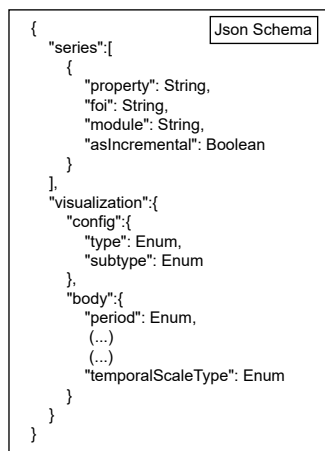 Json Schema
{
"series":[
{
"property": String,
"foi": String,
"module": String,
"asIncremental": Boolean
}
],
"visualization":{
"config":{
"type": Enum,
"subtype": Enum
},
"body":{
"period": Enum,
(...)
(...)
"temporalScaleType": Enum
}
}
}